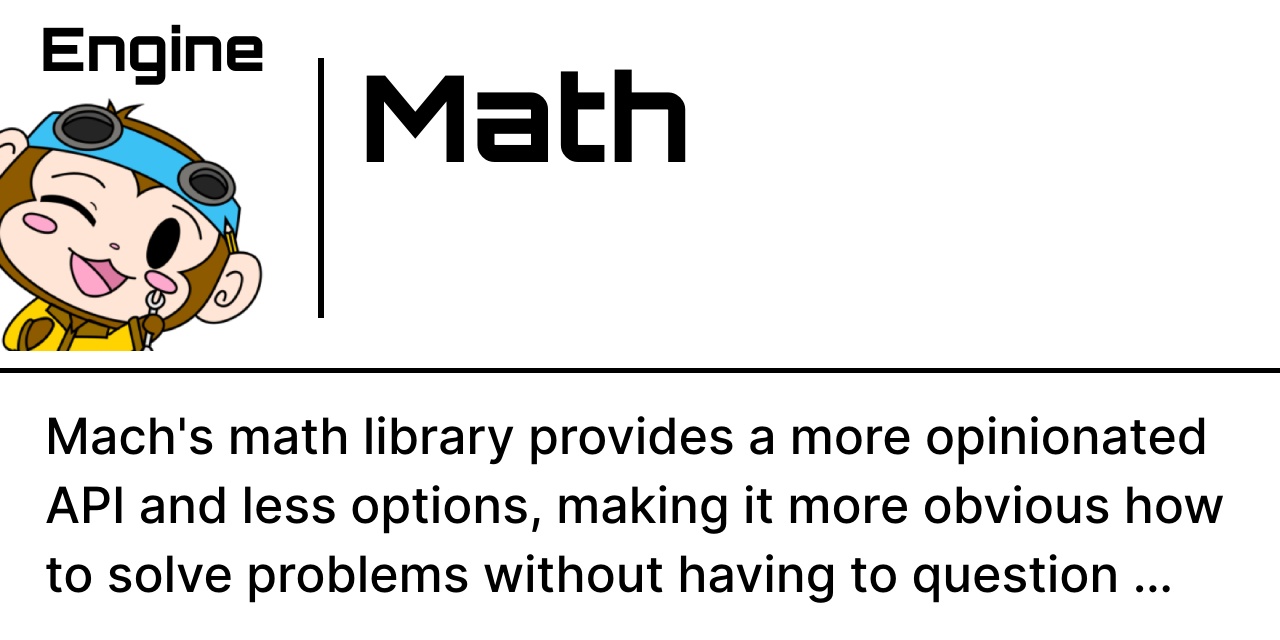 Engine
Math
Mach's math library provides a more opinionated
API and less options, making it more obvious how
to solve problems without having to question ...